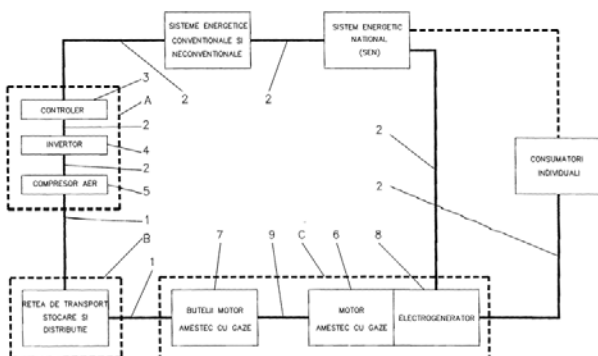 SISTEME ENERGETICE
CONVENTIONALE SI
NECONVENTIONALE
SISTEM ENERGETIC
NATIONAL
(SEN)
2
2
3
A
CONTROLER
2
INVERTOR
4
2
COMPRESOR AER
5
2
2
CONSUMATORI
INDIVIDUALI
1
B
7
9
C
6
8
1
RETEA DE TRANSPORT
STOCARE SI
DISTRIBUTIE
BUTELII MOTOR
AMESTEC CU GAZE
MOTOR
AMESTEC CU GAZE
ELECTROGENERATOR